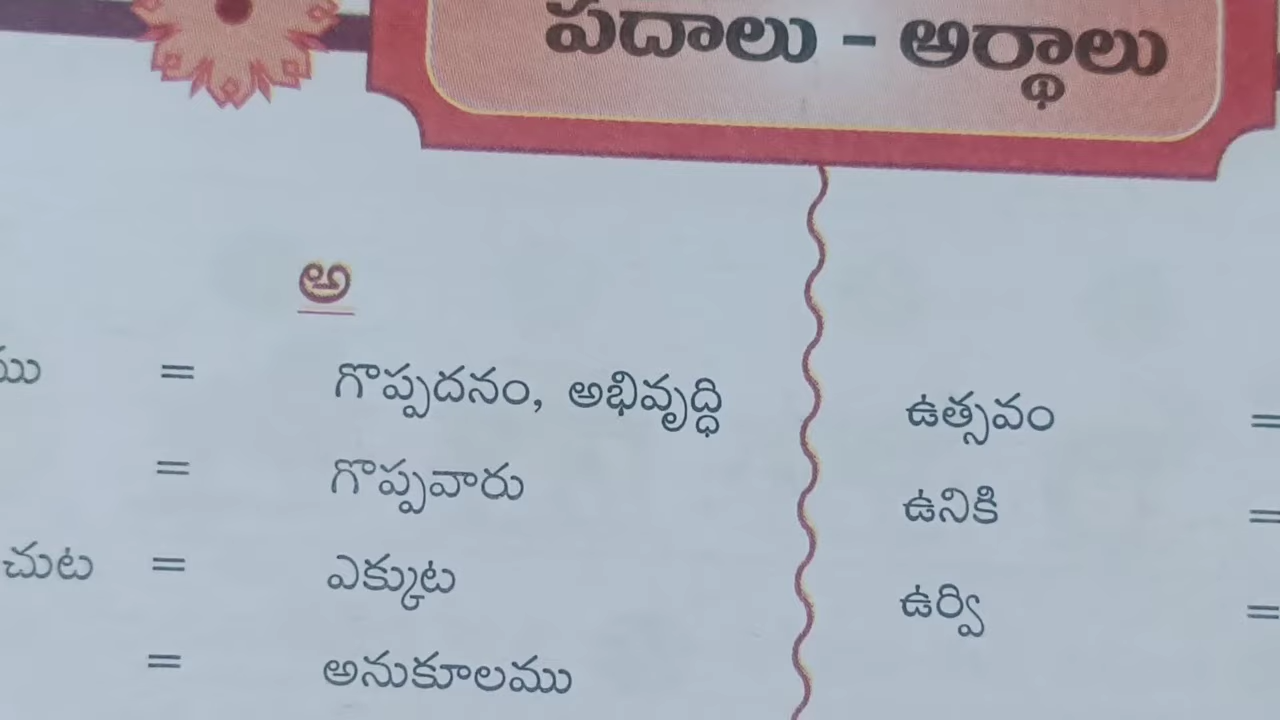 పదాలు - అర్థాలు
అ
ము = గొప్పదనం, అభివృద్ధి
= గొప్పవారు
చుట = ఎక్కుట
= అనుకూలము
ఉత్సవం =
ఉనికి =
ఉర్వి =